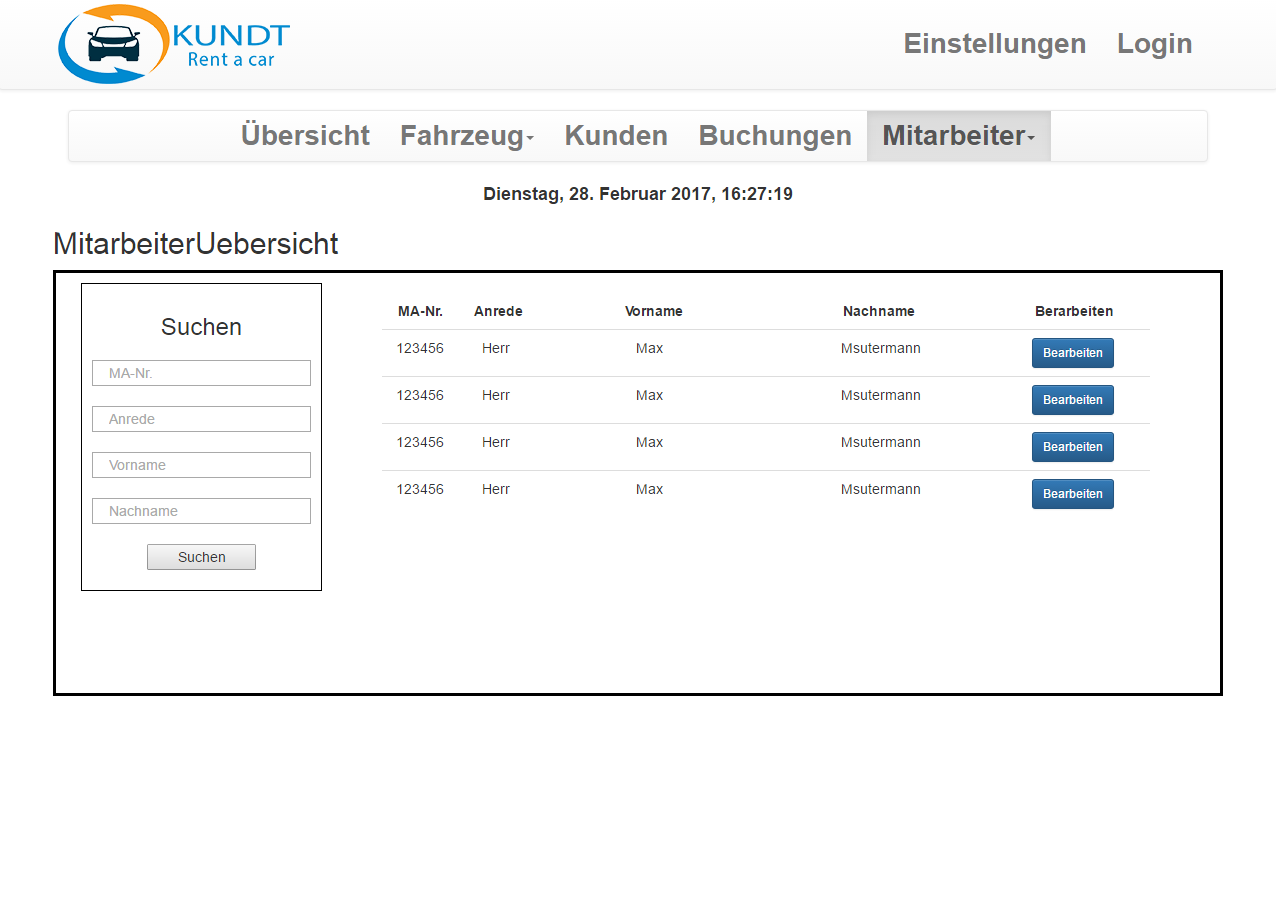 KUNDT
Rent a car
Einstellungen Login
Übersicht Fahrzeug Kunden Buchungen Mitarbeiter
Dienstag, 28. Februar 2017, 16:27:19
MitarbeiterUebersicht
Suchen
MA-Nr.
Anrede
Vorname
Nachname
Suchen
MA-Nr. Anrede Vorname Nachname Berarbeiten
123456 Herr Max Msutermann Bearbeiten
123456 Herr Max Msutermann Bearbeiten
123456 Herr Max Msutermann Bearbeiten
123456 Herr Max Msutermann Bearbeiten